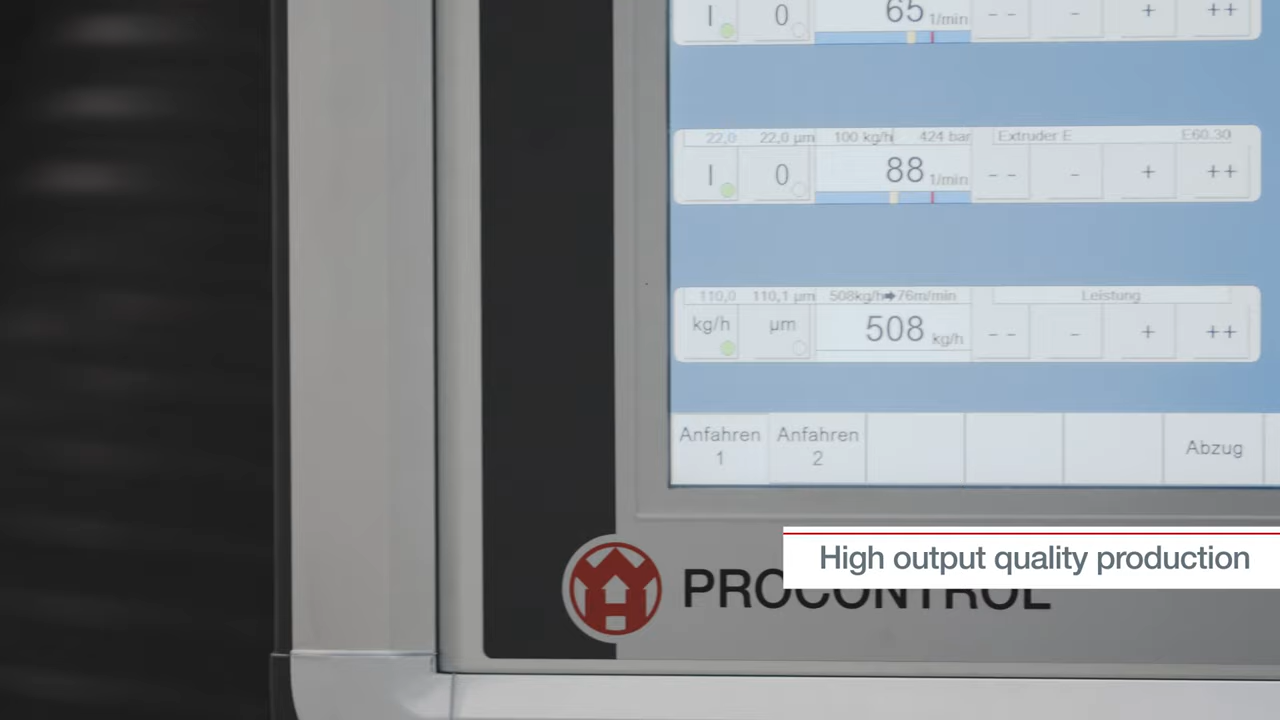 I 0 65 1/min - - - + ++
22,0 22,0 µm 100 kg/h 424 bar Extruder E E60.30
I 0 88 1/min - - - + ++
110,0 110,1 µm 508kg/h➡76m/min Leistung
kg/h µm 508 kg/h - - - + ++
Anfahren 1 Anfahren 2 Abzug
High output quality production
PROCONTROL